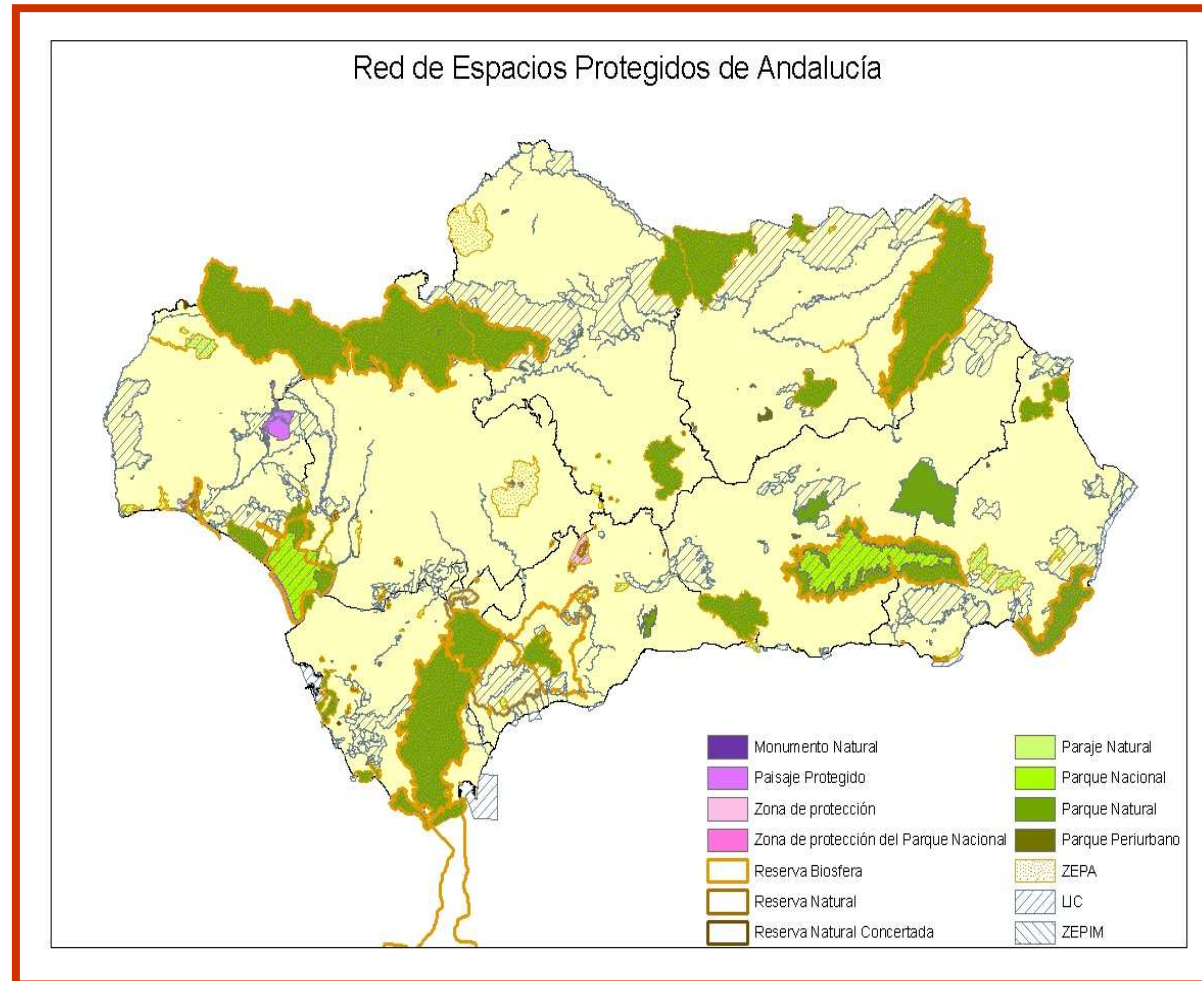 Red de Espacios Protegidos de Andalucía
Monumento Natural
Paisaje Protegido
Zona de protección
Zona de protección del Parque Nacional
Reserva Biosfera
Reserva Natural
Reserva Natural Concertada
Paraje Natural
Parque Nacional
Parque Natural
Parque Periurbano
ZEPA
LIC
ZEPIM